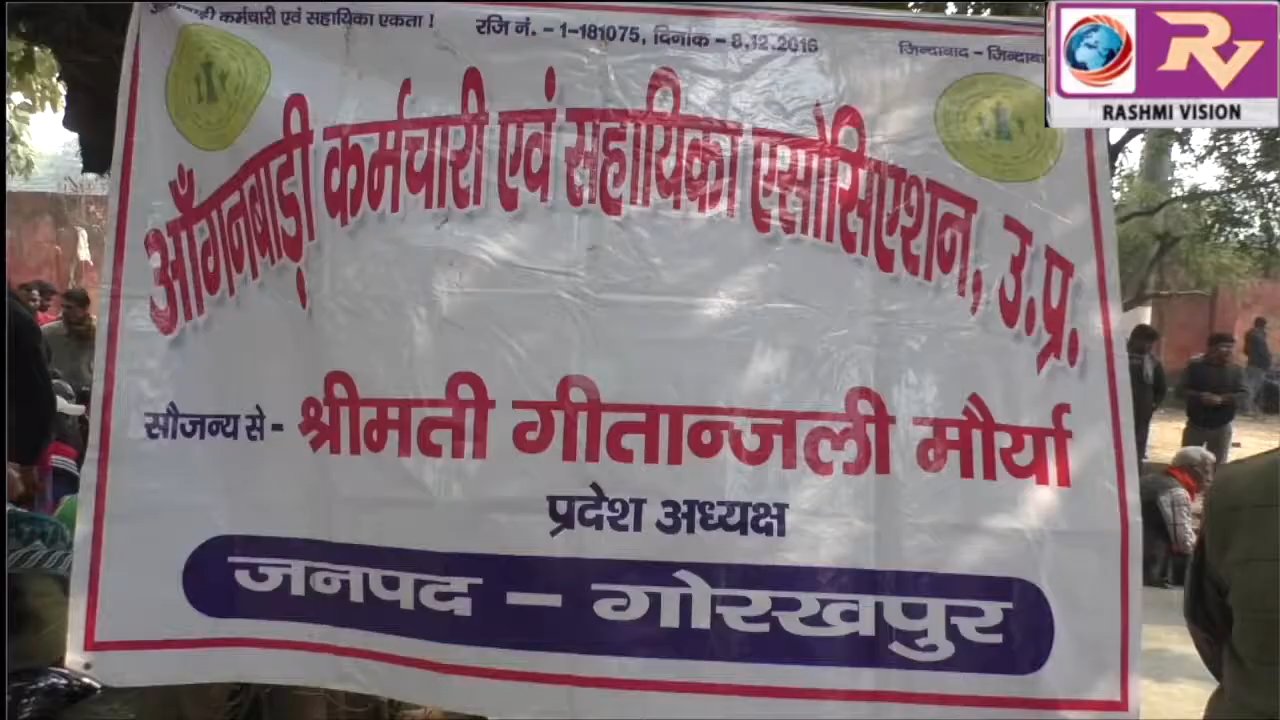 कर्मचारी एवं सहायिका एकता !
रजि नं. - 1-181075, दिनांक - 8.12.2016
जिन्दाबाद - जिन्दाबा
RV
RASHMI VISION
आँगनबाड़ी कर्मचारी एवं सहायिका एसोसिएशन, उ.प्र.
सौजन्य से - श्रीमती गीतान्जली मौर्या
प्रदेश अध्यक्ष
जनपद - गोरखपुर